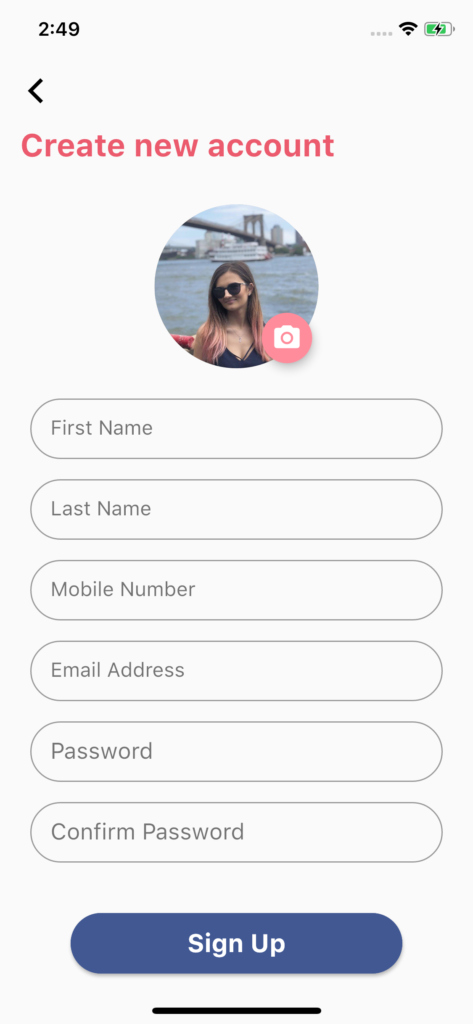 2:49
Create new account
First Name
Last Name
Mobile Number
Email Address
Password
Confirm Password
Sign Up